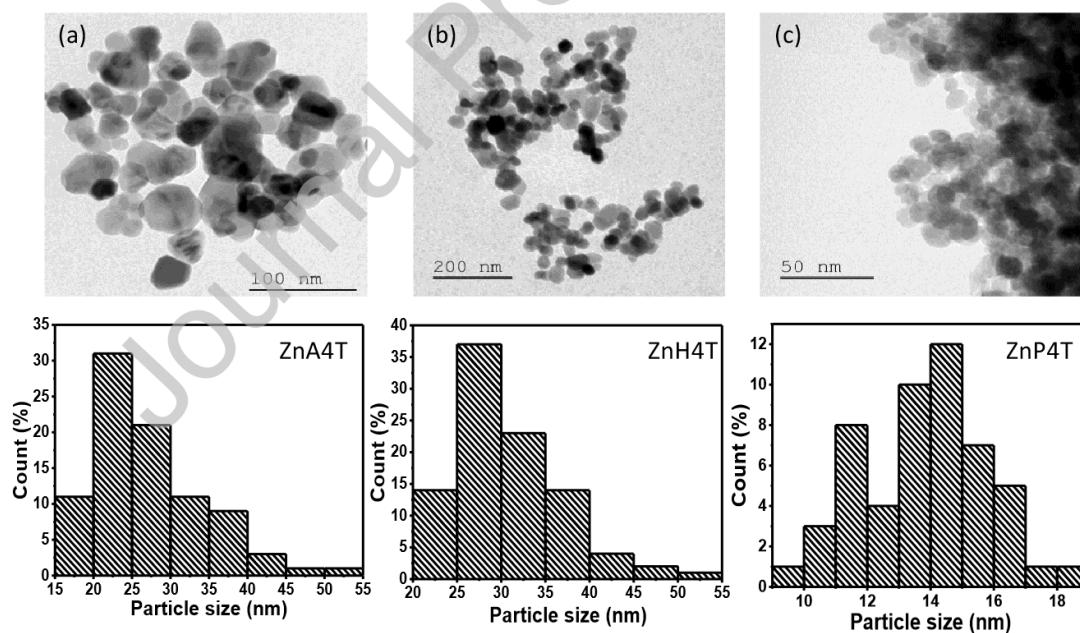 (a)
(b)
(c)
Journal Pr
100 nm
200 nm
50 nm
ZnA4T
Count (%)
35
30
25
20
15
10
5
0
15 20 25 30 35 40 45 50 55
Particle size (nm)
ZnH4T
Count (%)
40
35
30
25
20
15
10
5
0
20 25 30 35 40 45 50 55
Particle size (nm)
ZnP4T
Count (%)
12
10
8
6
4
2
0
10 12 14 16 18
Particle size (nm)